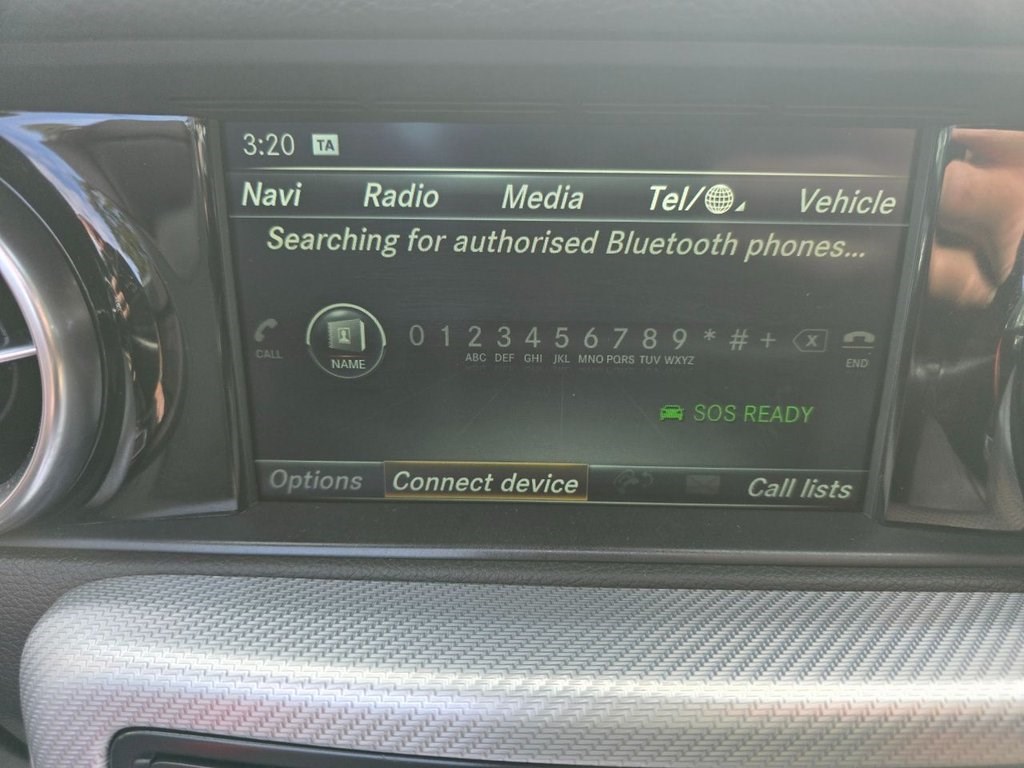 3:20 TA
Navi Radio Media Tel/ Vehicle
Searching for authorised Bluetooth phones...
CALL NAME 0 1 2 3 4 5 6 7 8 9 * # + END
ABC DEF GHI JKL MNO PQRS TUV WXYZ
SOS READY
Options Connect device Call lists